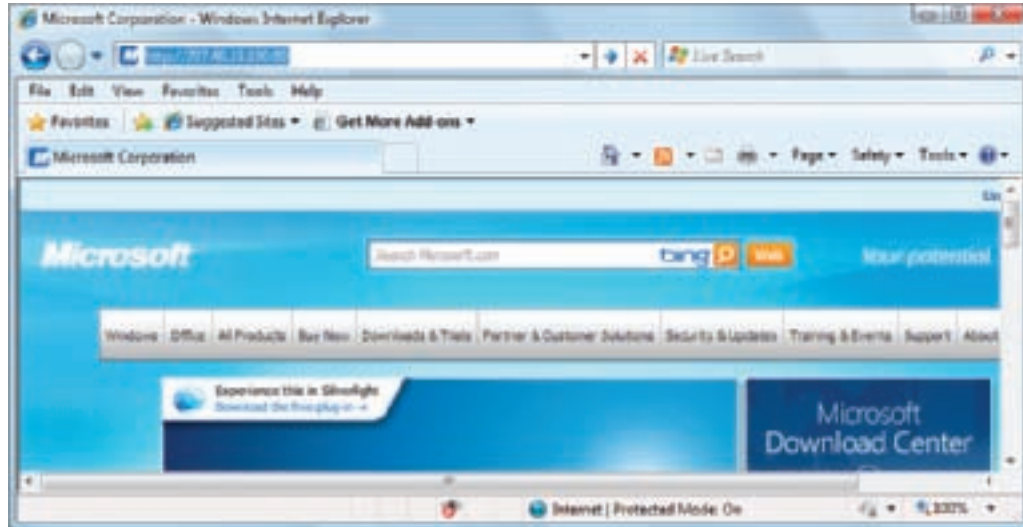 Microsoft Corporation - Windows Internet Explorer
Live Search
File Edit View Favorites Tools Help
Favorites Suggested Sites Get More Add-ons
Microsoft Corporation
Page Safety Tools
Microsoft
Search Microsoft.com
bing
Web
Your potential
Windows Office All Products Buy Now Downloads & Trials Partner & Customer Solutions Security & Updates Training & Events Support About
Experience this in Silverlight
Download the free plug-in
Microsoft
Download Center
Internet | Protected Mode: On
100%